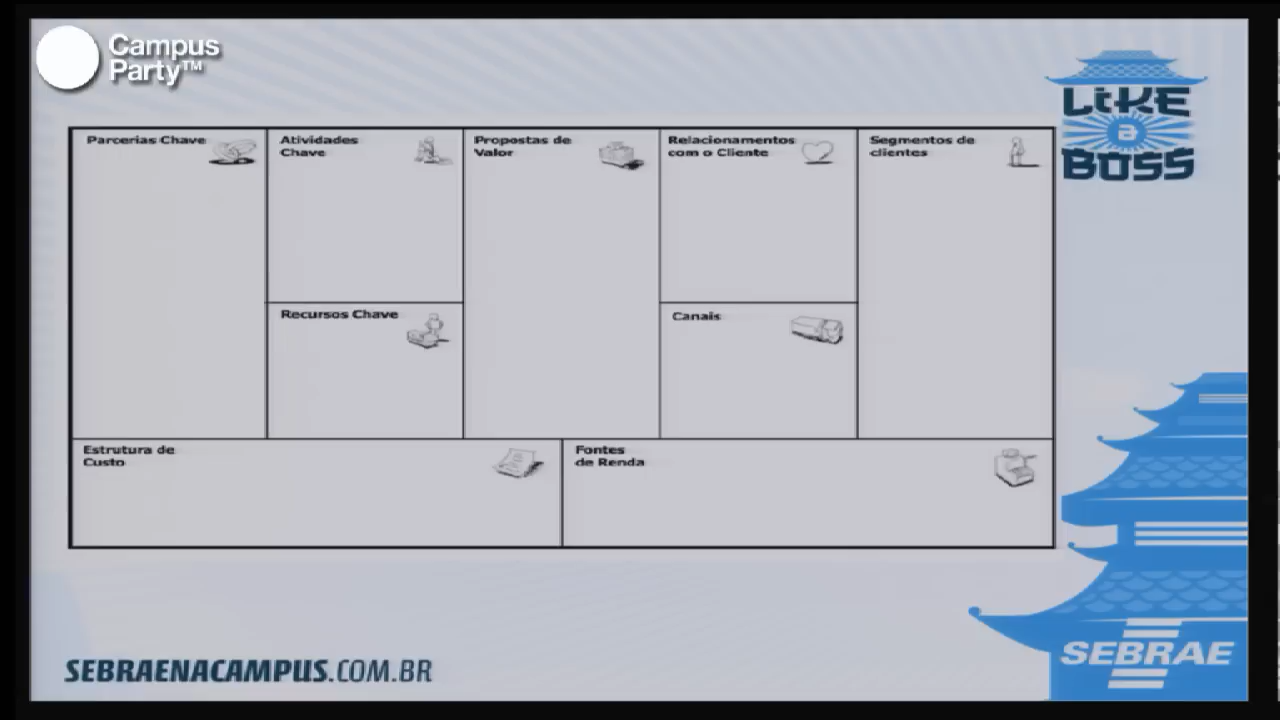 Campus
Party™
LIKE
A
BOSS
Parcerias Chave
Atividades
Chave
Propostas de
Valor
Relacionamentos
com o Cliente
Segmentos de
clientes
Recursos Chave
Canais
Estrutura de
Custo
Fontes
de Renda
SEBRAENACAMPUS.COM.BR
SEBRAE